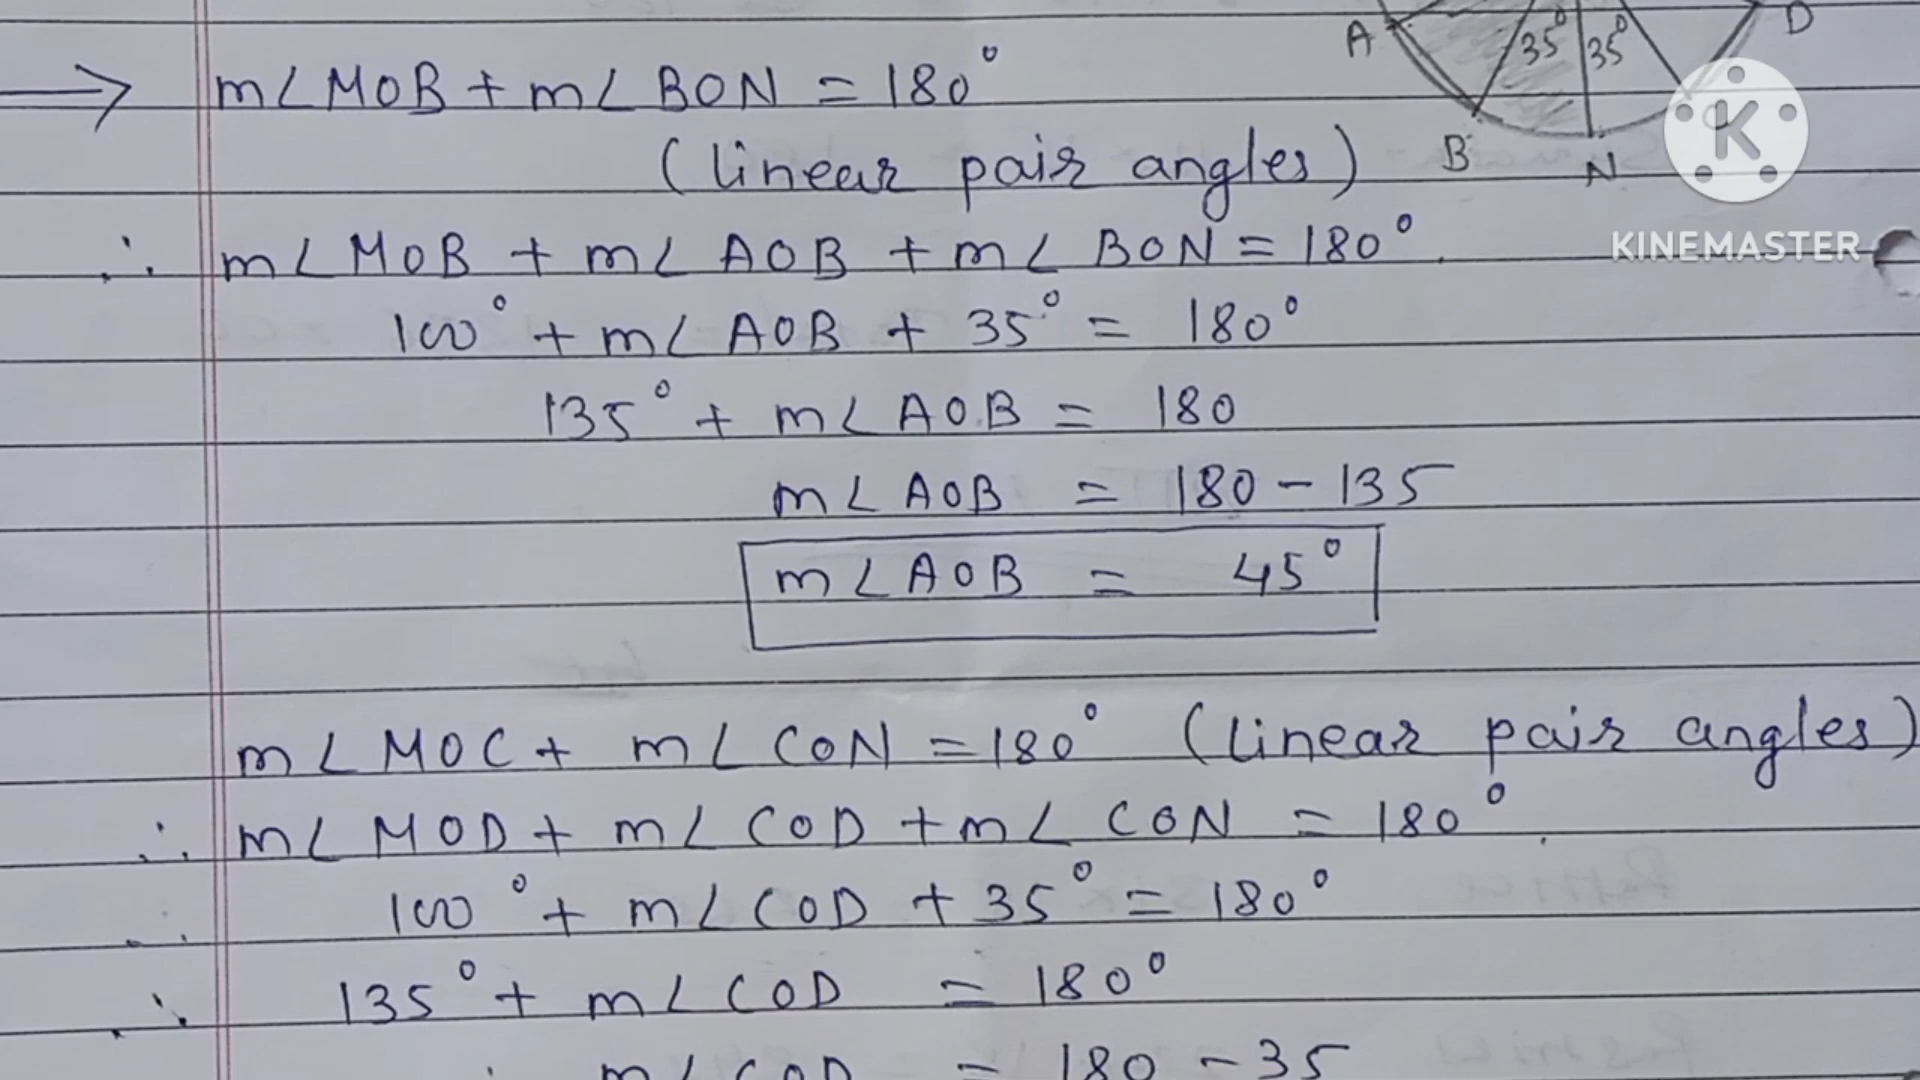 A
35°
35°
D
m∠MOB + m∠BON = 180°
(linear pair angles)
B
N
K
KINEMASTER
∴ m∠MOB + m∠AOB + m∠BON = 180°.
100° + m∠AOB + 35° = 180°
135° + m∠AOB = 180
m∠AOB = 180 - 135
m∠AOB = 45°
m∠MOC + m∠CON = 180° (linear pair angles)
∴ m∠MOD + m∠COD + m∠CON = 180°.
∴ 100° + m∠COD + 35° = 180°
∴ 135° + m∠COD = 180°
m∠COD = 180 - 35